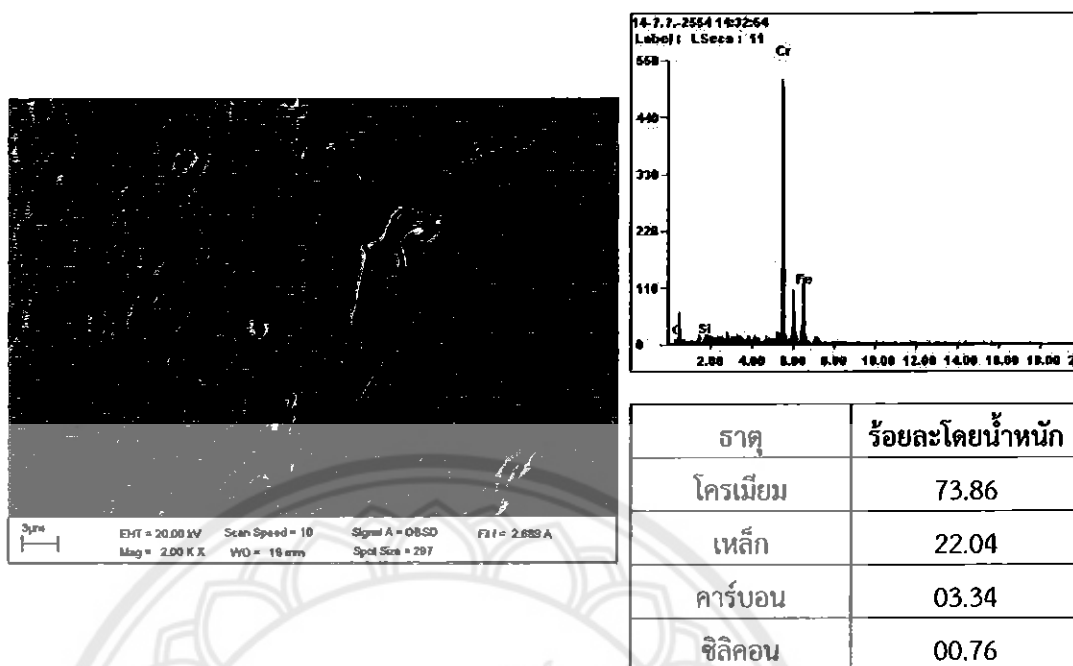 14-7.7.-2554 14:32:54
Label: LSecs: 11
Cr
550
440
330
220
110
0
C
Si
Fe
2.00 4.00 6.00 8.00 10.00 12.00 14.00 16.00 18.00 2
3µm
EHT = 20.00 kV Scan Speed = 10 Signal A = QBSD Fil I = 2.683 A
Mag = 2.00 K X WD = 19 mm Spot Size = 297
ธาตุ ร้อยละโดยน้ำหนัก
โครเมียม 73.86
เหล็ก 22.04
คาร์บอน 03.34
ซิลิคอน 00.76